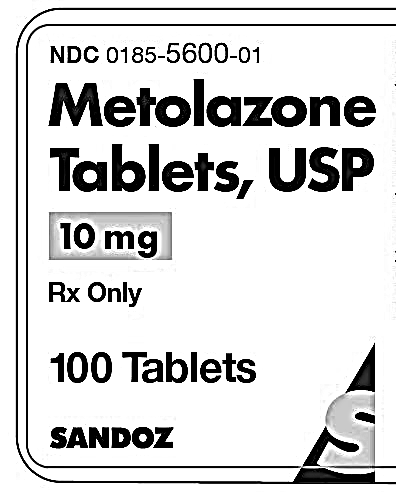 NDC 0185-5600-01
Metolazone
Tablets, USP
10 mg
Rx Only
100 Tablets
SANDOZ
S